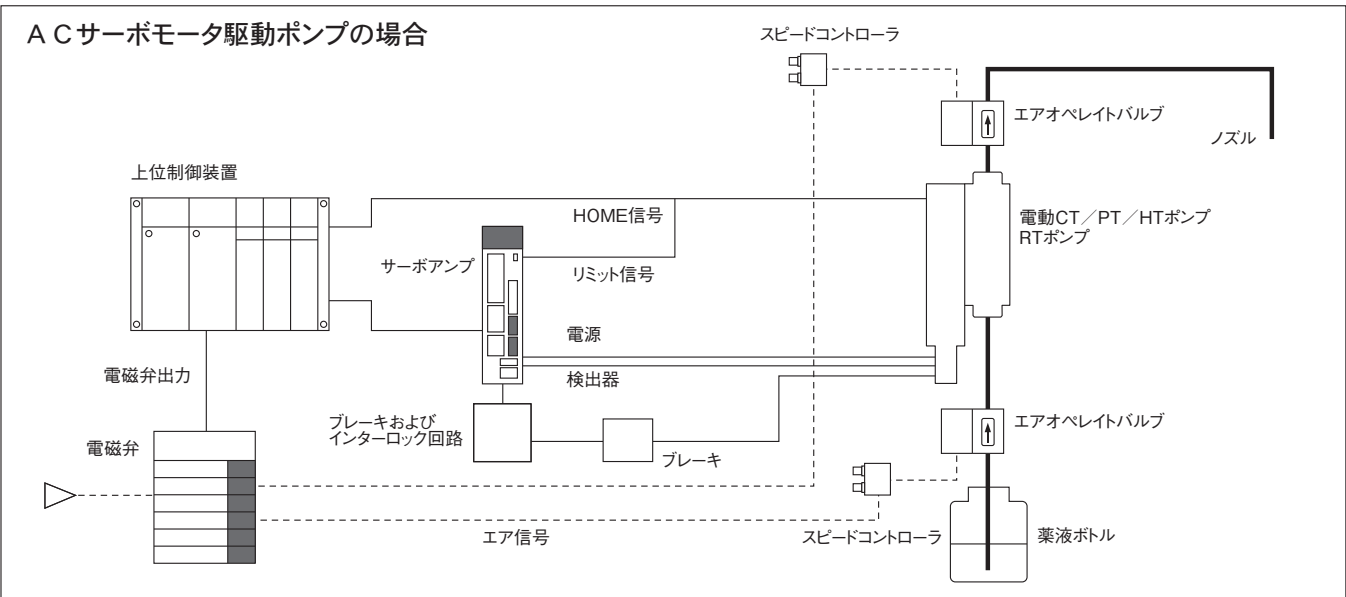 ＡＣサーボモータ駆動ポンプの場合
スピードコントローラ
エアオペレイトバルブ
ノズル
上位制御装置
HOME信号
電動CT／PT／HTポンプ
RTポンプ
サーボアンプ
リミット信号
電源
電磁弁出力
検出器
ブレーキおよび
インターロック回路
エアオペレイトバルブ
電磁弁
ブレーキ
エア信号
スピードコントローラ
薬液ボトル